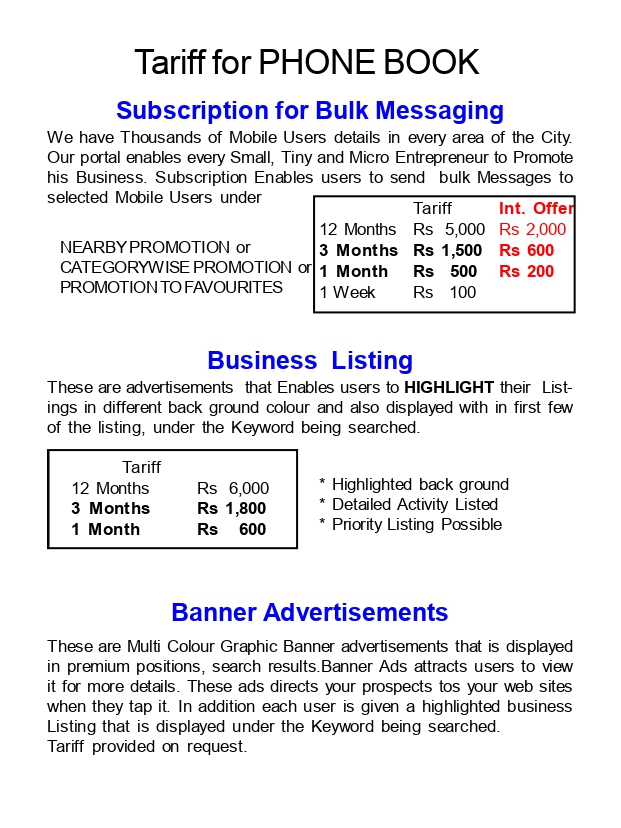 Tariff for PHONE BOOK
Subscription for Bulk Messaging
We have Thousands of Mobile Users details in every area of the City.
Our portal enables every Small, Tiny and Micro Entrepreneur to Promote
his Business. Subscription Enables users to send bulk Messages to
selected Mobile Users under
NEARBY PROMOTION or
CATEGORYWISE PROMOTION or
PROMOTION TO FAVOURITES
Tariff Int. Offer
12 Months Rs 5,000 Rs 2,000
3 Months Rs 1,500 Rs 600
1 Month Rs 500 Rs 200
1 Week Rs 100
Business Listing
These are advertisements that Enables users to HIGHLIGHT their List-
ings in different back ground colour and also displayed with in first few
of the listing, under the Keyword being searched.
Tariff
12 Months Rs 6,000
3 Months Rs 1,800
1 Month Rs 600
* Highlighted back ground
* Detailed Activity Listed
* Priority Listing Possible
Banner Advertisements
These are Multi Colour Graphic Banner advertisements that is displayed
in premium positions, search results.Banner Ads attracts users to view
it for more details. These ads directs your prospects tos your web sites
when they tap it. In addition each user is given a highlighted business
Listing that is displayed under the Keyword being searched.
Tariff provided on request.